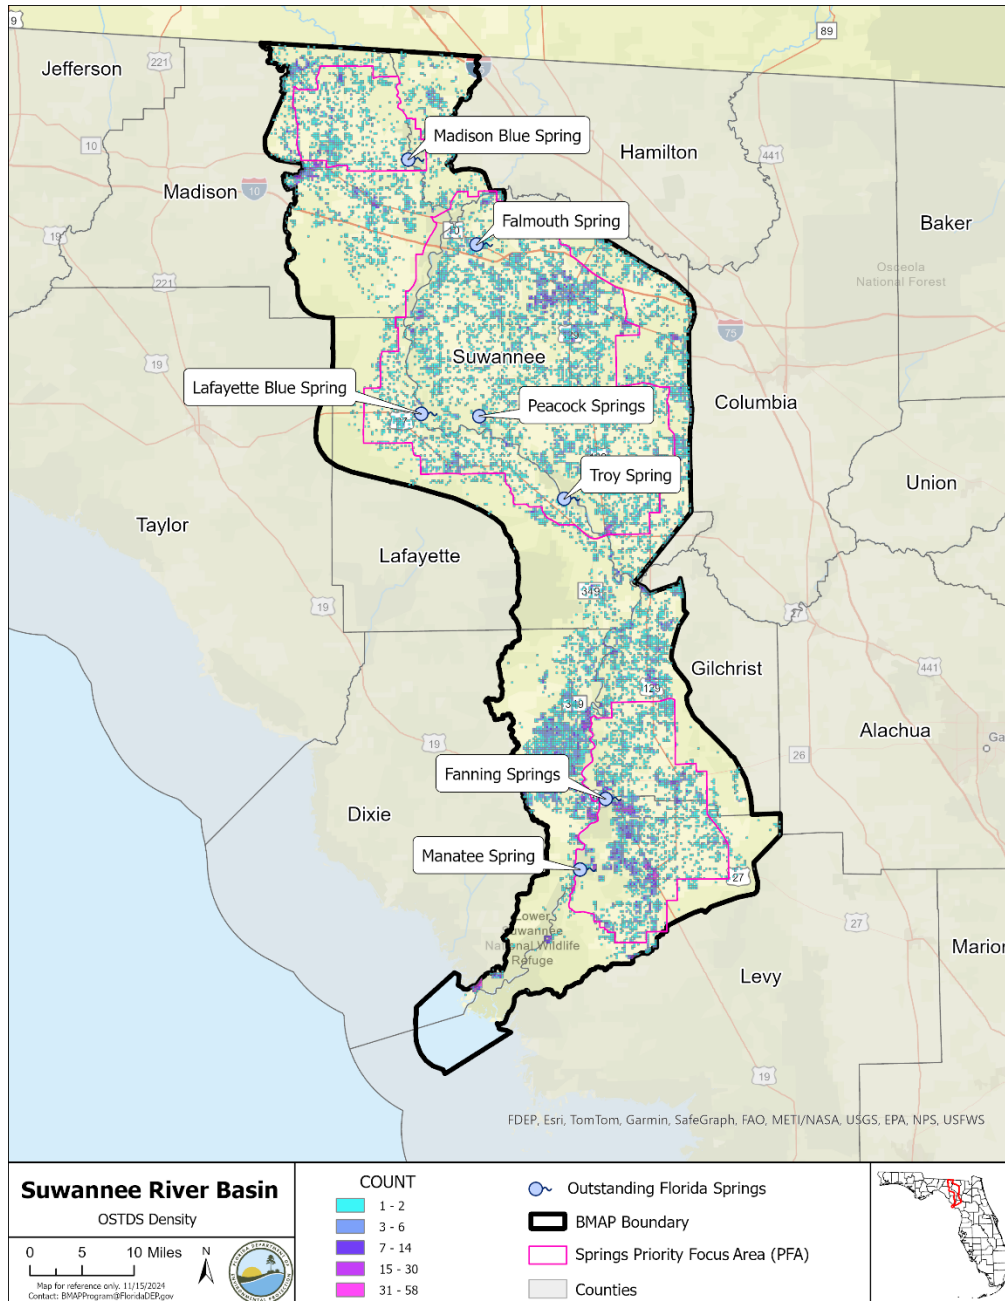 9
89
Jefferson
221
Madison Blue Spring
Hamilton
10
441
Madison
10
Falmouth Spring
Baker
19
10
Osceola
National Forest
221
75
129
Suwannee
19
Lafayette Blue Spring
Peacock Springs
Columbia
Troy Spring
Union
Taylor
Lafayette
19
349
27
441
Gilchrist
129
349
Alachua
19
26
Ga
Fanning Springs
Dixie
Manatee Spring
27
27
Lower
Suwannee
National Wildlife
Refuge
Marion
Levy
19
FDEP, Esri, TomTom, Garmin, SafeGraph, FAO, METI/NASA, USGS, EPA, NPS, USFWS
Suwannee River Basin
OSTDS Density
0 5 10 Miles
N
Map for reference only. 11/15/2024
Contact: BMAPProgram@FloridaDEP.gov
COUNT
1 - 2
3 - 6
7 - 14
15 - 30
31 - 58
Outstanding Florida Springs
BMAP Boundary
Springs Priority Focus Area (PFA)
Counties